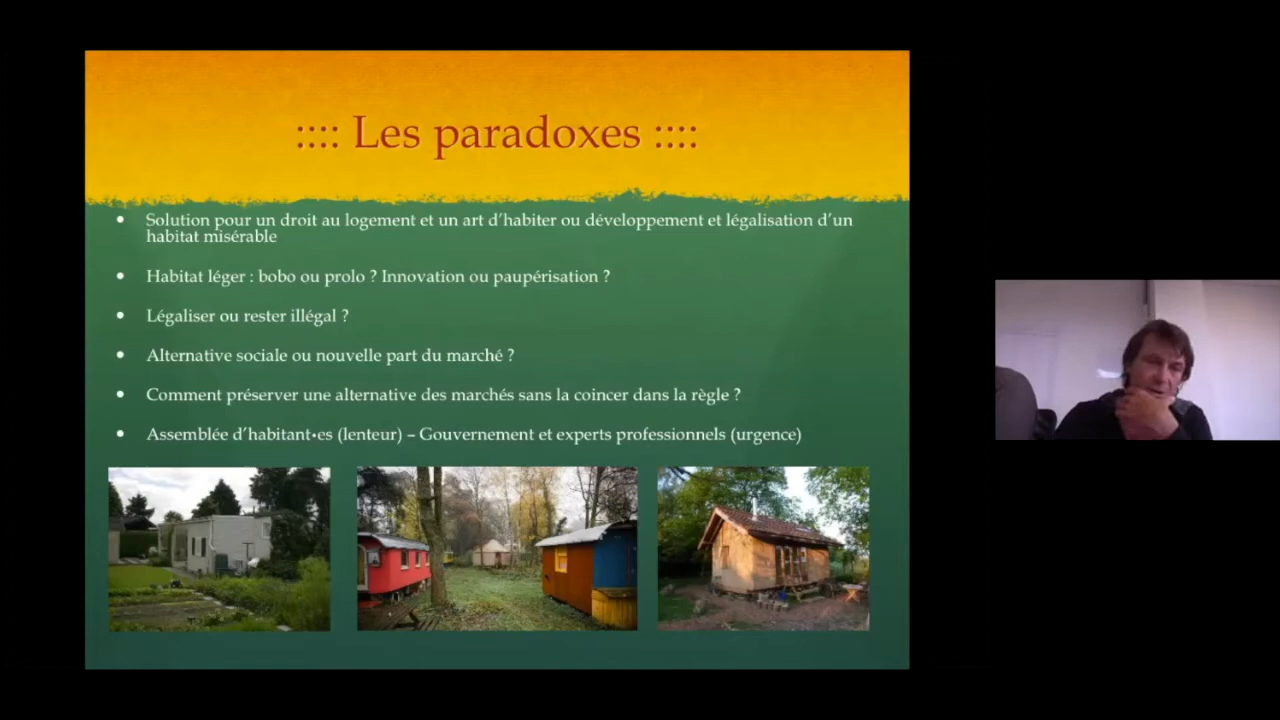 :::: Les paradoxes ::::
• Solution pour un droit au logement et un art d'habiter ou développement et légalisation d'un
habitat misérable
• Habitat léger : bobo ou prolo ? Innovation ou paupérisation ?
• Légaliser ou rester illégal ?
• Alternative sociale ou nouvelle part du marché ?
• Comment préserver une alternative des marchés sans la coincer dans la règle ?
• Assemblée d'habitant•es (lenteur) – Gouvernement et experts professionnels (urgence)